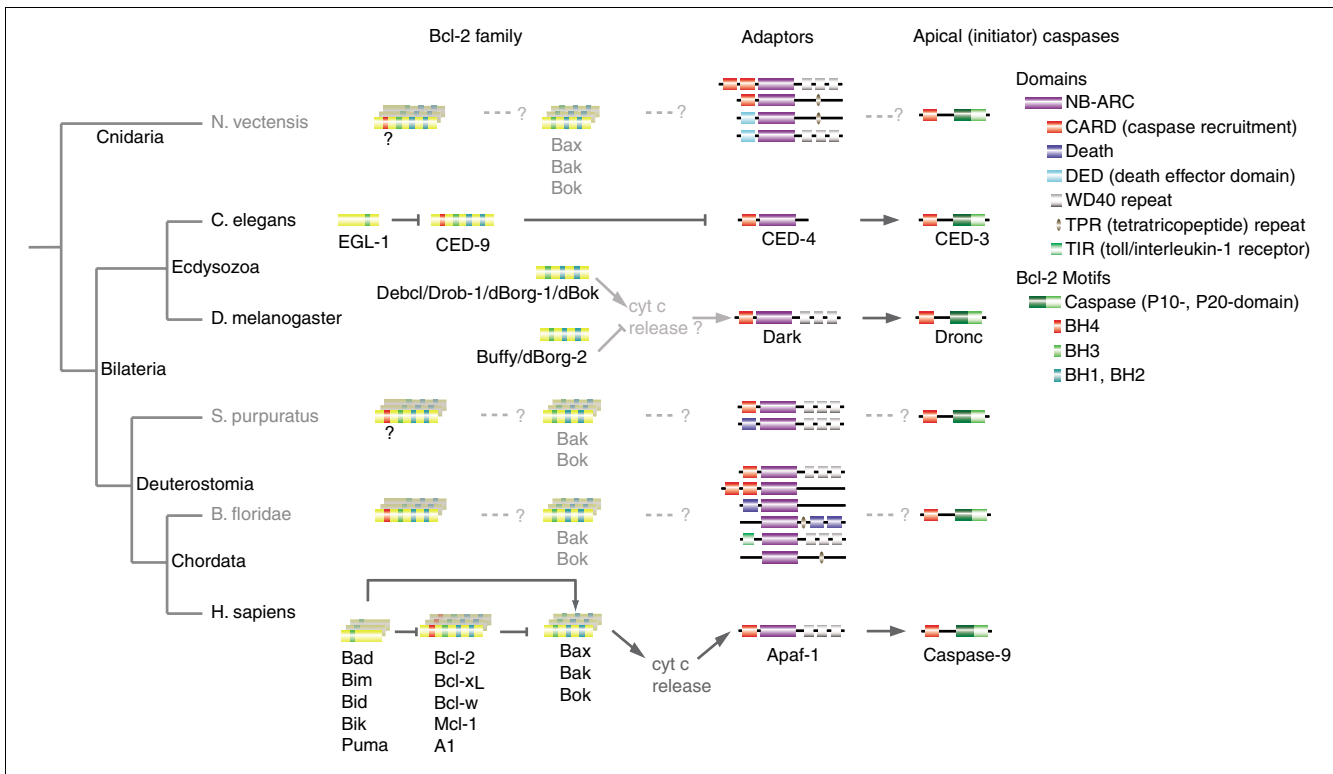 Bcl-2 family
Adaptors
Apical (initiator) caspases
Cnidaria
N. vectensis
?
?
Bax
Bak
Bok
?
?
C. elegans
EGL-1
CED-9
CED-4
CED-3
Ecdysozoa
D. melanogaster
Debcl/Drob-1/dBorg-1/dBok
Buffy/dBorg-2
cyt c
release ?
Dark
Dronc
Bilateria
S. purpuratus
?
?
Bak
Bok
?
?
Deuterostomia
B. floridae
?
Bak
Bok
?
?
Chordata
H. sapiens
Bad
Bim
Bid
Bik
Puma
Bcl-2
Bcl-xL
Bcl-w
Mcl-1
A1
Bax
Bak
Bok
cyt c
release
Apaf-1
Caspase-9
Domains
NB-ARC
CARD (caspase recruitment)
Death
DED (death effector domain)
WD40 repeat
TPR (tetratricopeptide) repeat
TIR (toll/interleukin-1 receptor)
Bcl-2 Motifs
Caspase (P10-, P20-domain)
BH4
BH3
BH1, BH2